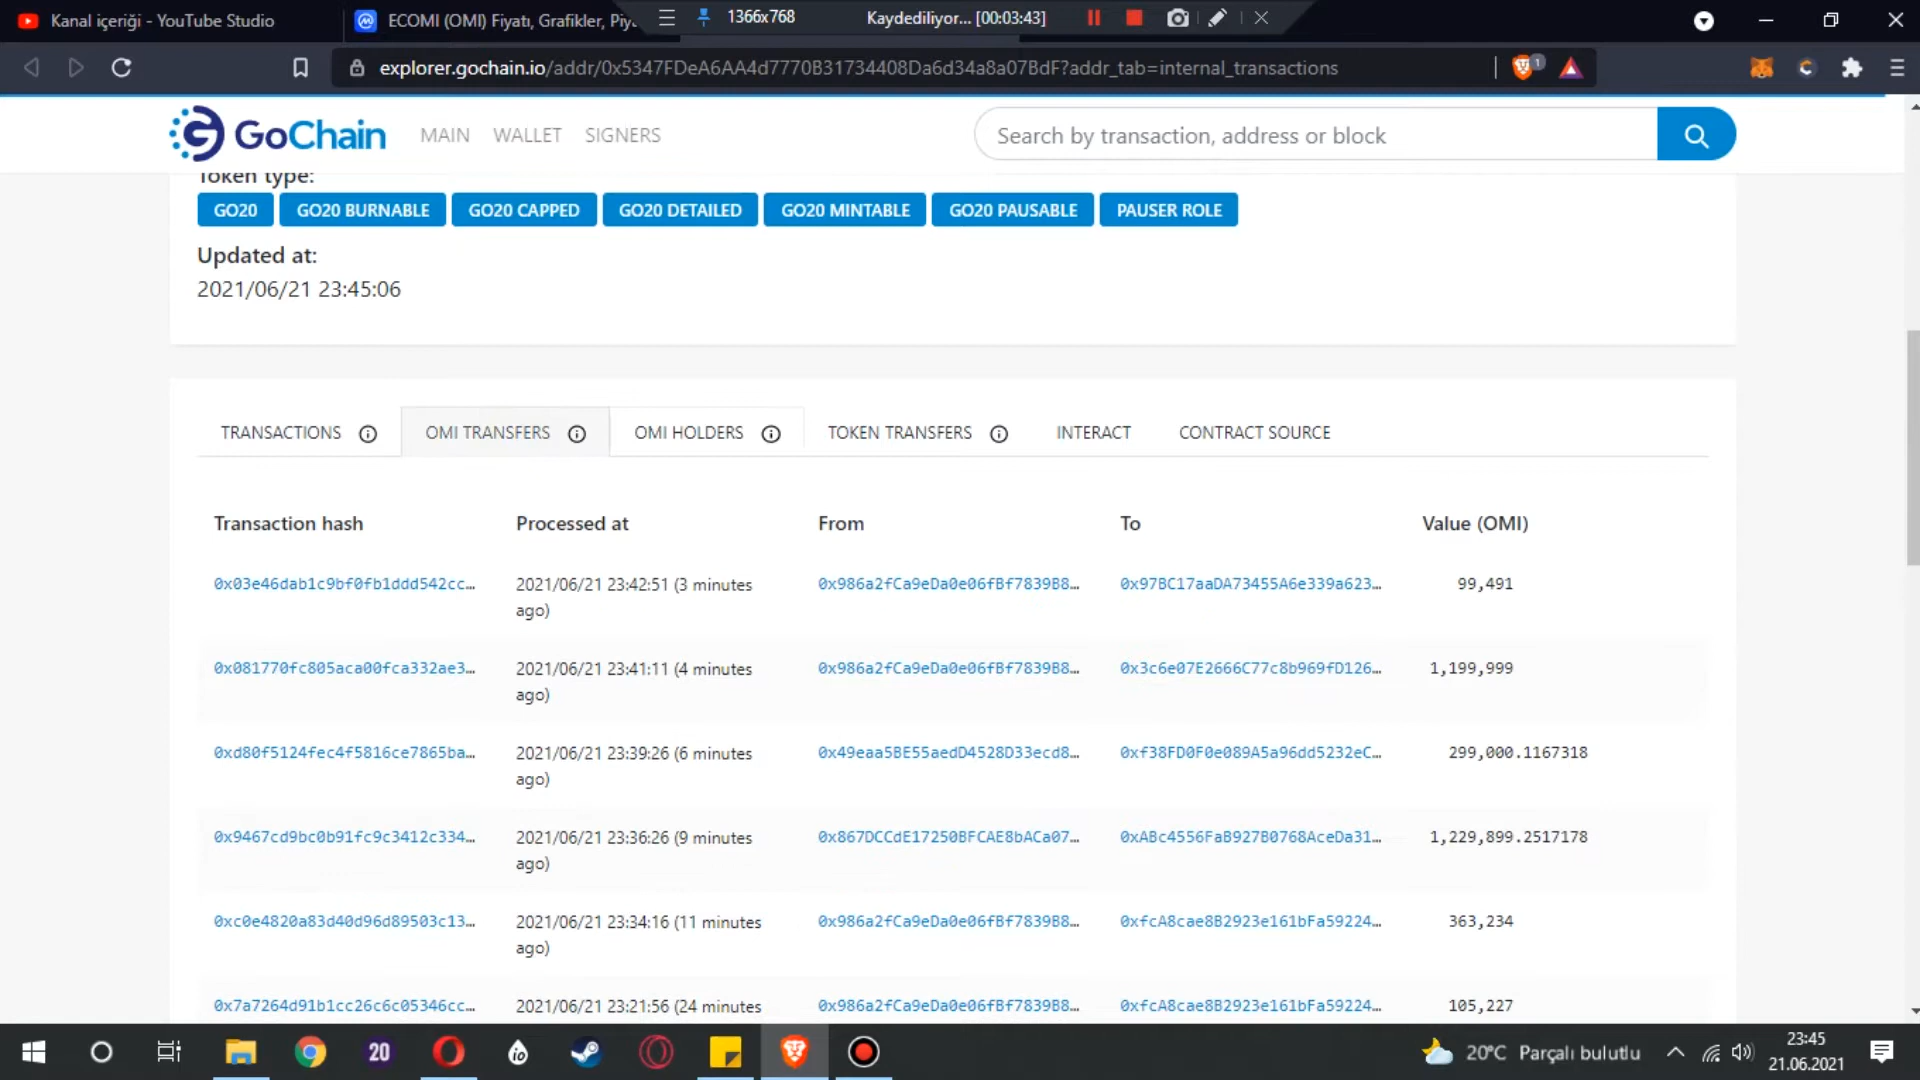 Kanal içeriği - YouTube Studio
ECOMI (OMI) Fiyatı, Grafikler, Piy
1366x768
Kaydediliyor... [00:03:43]
explorer.gochain.io/addr/0x5347FDeA6AA4d7770B31734408Da6d34a8a07BdF?addr_tab=internal_transactions
1
GoChain
MAIN
WALLET
SIGNERS
Search by transaction, address or block
Token type:
GO20
GO20 BURNABLE
GO20 CAPPED
GO20 DETAILED
GO20 MINTABLE
GO20 PAUSABLE
PAUSER ROLE
Updated at:
2021/06/21 23:45:06
TRANSACTIONS
OMI TRANSFERS
OMI HOLDERS
TOKEN TRANSFERS
INTERACT
CONTRACT SOURCE
Transaction hash Processed at From To Value (OMI)
0x03e46dab1c9bf0fb1ddd542cc… 2021/06/21 23:42:51 (3 minutes 0x986a2fCa9eDa0e06fBf7839B8… 0x97BC17aaDA73455A6e339a623… 99,491
ago)
0x081770fc805aca00fca332ae3… 2021/06/21 23:41:11 (4 minutes 0x986a2fCa9eDa0e06fBf7839B8… 0x3c6e07E2666C77c8b969fD126… 1,199,999
ago)
0xd80f5124fec4f5816ce7865ba… 2021/06/21 23:39:26 (6 minutes 0x49eaa5BE55aedD4528D33ecd8… 0xf38FD0F0e089A5a96dd5232eC… 299,000.1167318
ago)
0x9467cd9bc0b91fc9c3412c334… 2021/06/21 23:36:26 (9 minutes 0x867DCCdE17250BFCAE8bACa07… 0xABc4556FaB927B0768AceDa31… 1,229,899.2517178
ago)
0xc0e4820a83d40d96d89503c13… 2021/06/21 23:34:16 (11 minutes 0x986a2fCa9eDa0e06fBf7839B8… 0xfcA8cae8B2923e161bFa59224… 363,234
ago)
0x7a7264d91b1cc26c6c05346cc… 2021/06/21 23:21:56 (24 minutes 0x986a2fCa9eDa0e06fBf7839B8… 0xfcA8cae8B2923e161bFa59224… 105,227
20
io
20°C Parçalı bulutlu
23:45
21.06.2021